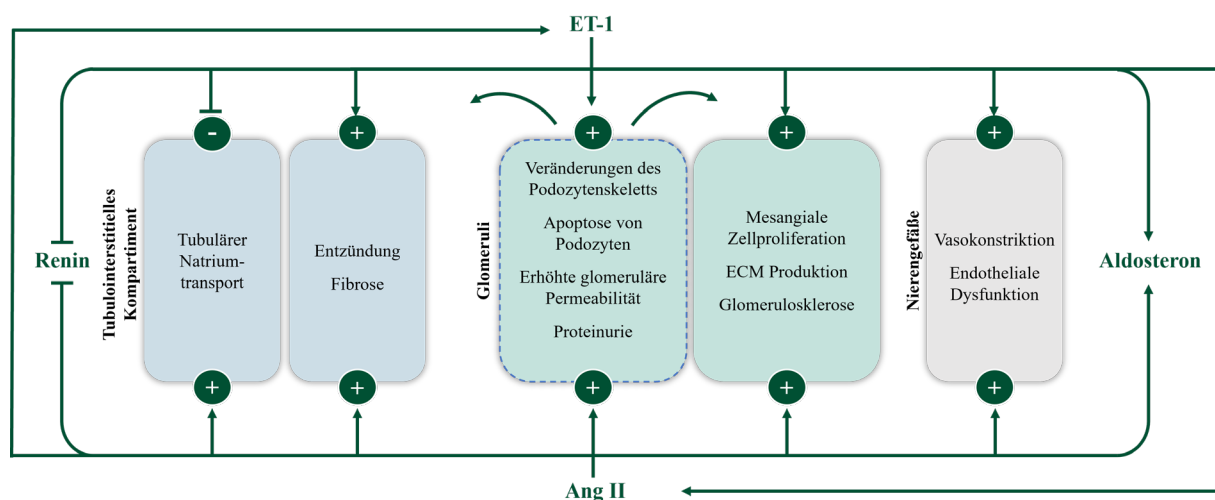 ET-1
+
-
+
+
+
Tubulointerstitielles
Kompartiment
Tubulärer
Natrium-
transport
Entzündung
Fibrose
Glomeruli
Veränderungen des
Podozytenskeletts
Apoptose von
Podozyten
Erhöhte glomeruläre
Permeabilität
Proteinurie
Mesangiale
Zellproliferation
ECM Produktion
Glomerulosklerose
Nierengefäße
Vasokonstriktion
Endotheliale
Dysfunktion
Renin
Aldosteron
+
+
+
+
+
Ang II